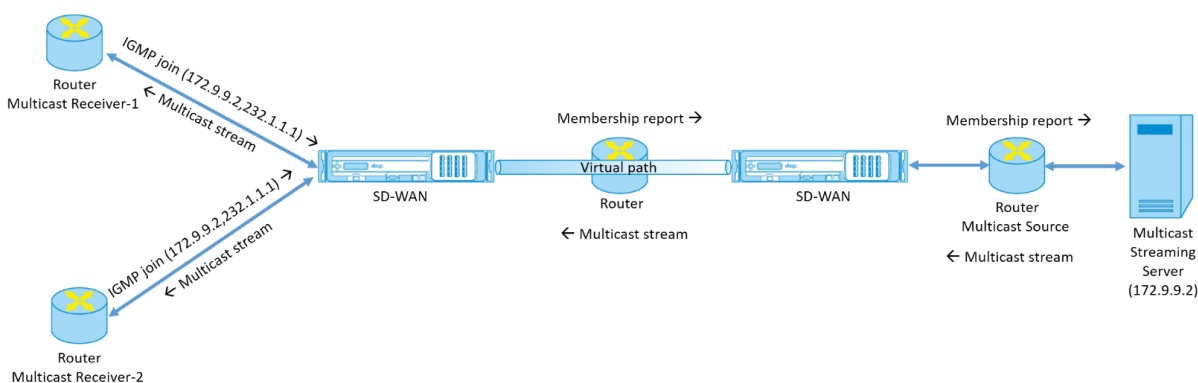 IGMP join (172.9.9.2,232.1.1.1) →
← Multicast stream
Router
Multicast Receiver-1
IGMP join (172.9.9.2,232.1.1.1) →
← Multicast stream
Router
Multicast Receiver-2
SD-WAN
Membership report →
Virtual path
Router
← Multicast stream
SD-WAN
Membership report →
Router
Multicast Source
← Multicast stream
Multicast
Streaming
Server
(172.9.9.2)